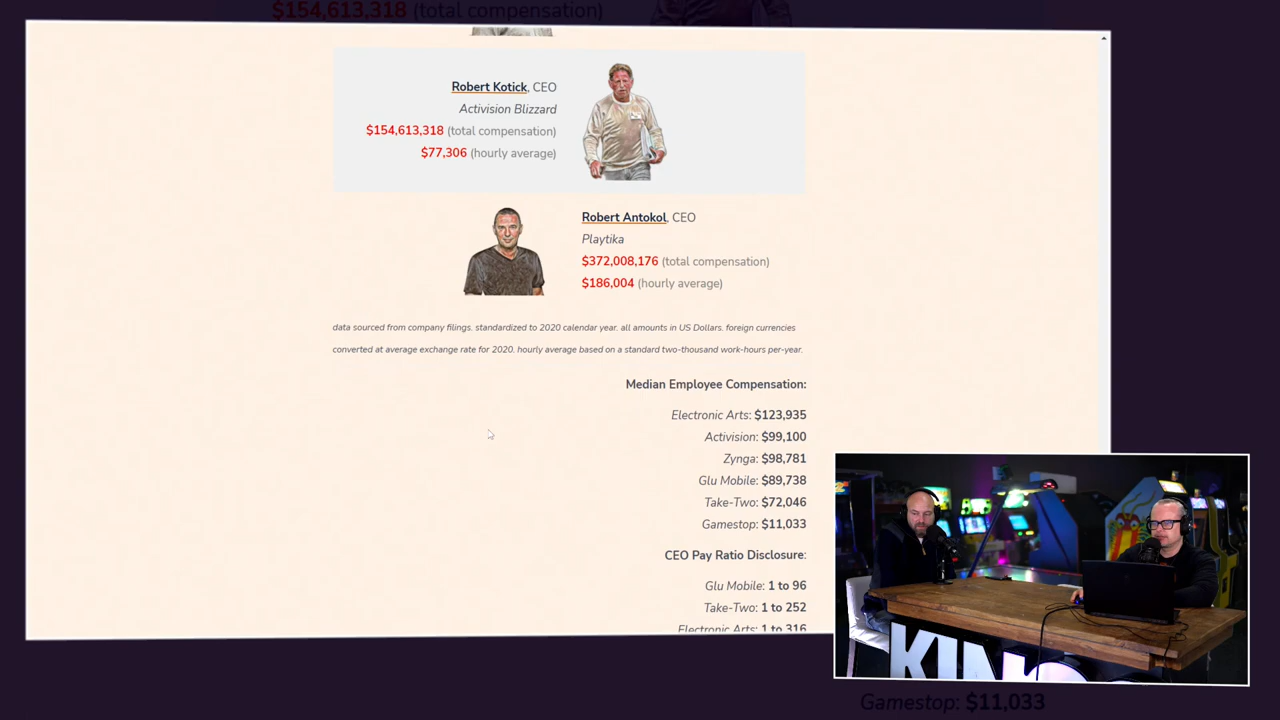 $154,613,318 (total compensation)
Robert Kotick, CEO
Activision Blizzard
$154,613,318 (total compensation)
$77,306 (hourly average)
Robert Antokol, CEO
Playtika
$372,008,176 (total compensation)
$186,004 (hourly average)
data sourced from company filings. standardized to 2020 calendar year. all amounts in US Dollars. foreign currencies
converted at average exchange rate for 2020. hourly average based on a standard two-thousand work-hours per-year.
Median Employee Compensation:
Electronic Arts: $123,935
Activision: $99,100
Zynga: $98,781
Glu Mobile: $89,738
Take-Two: $72,046
Gamestop: $11,033
CEO Pay Ratio Disclosure:
Glu Mobile: 1 to 96
Take-Two: 1 to 252
Electronic Arts: 1 to 316
Gamestop: $11,033